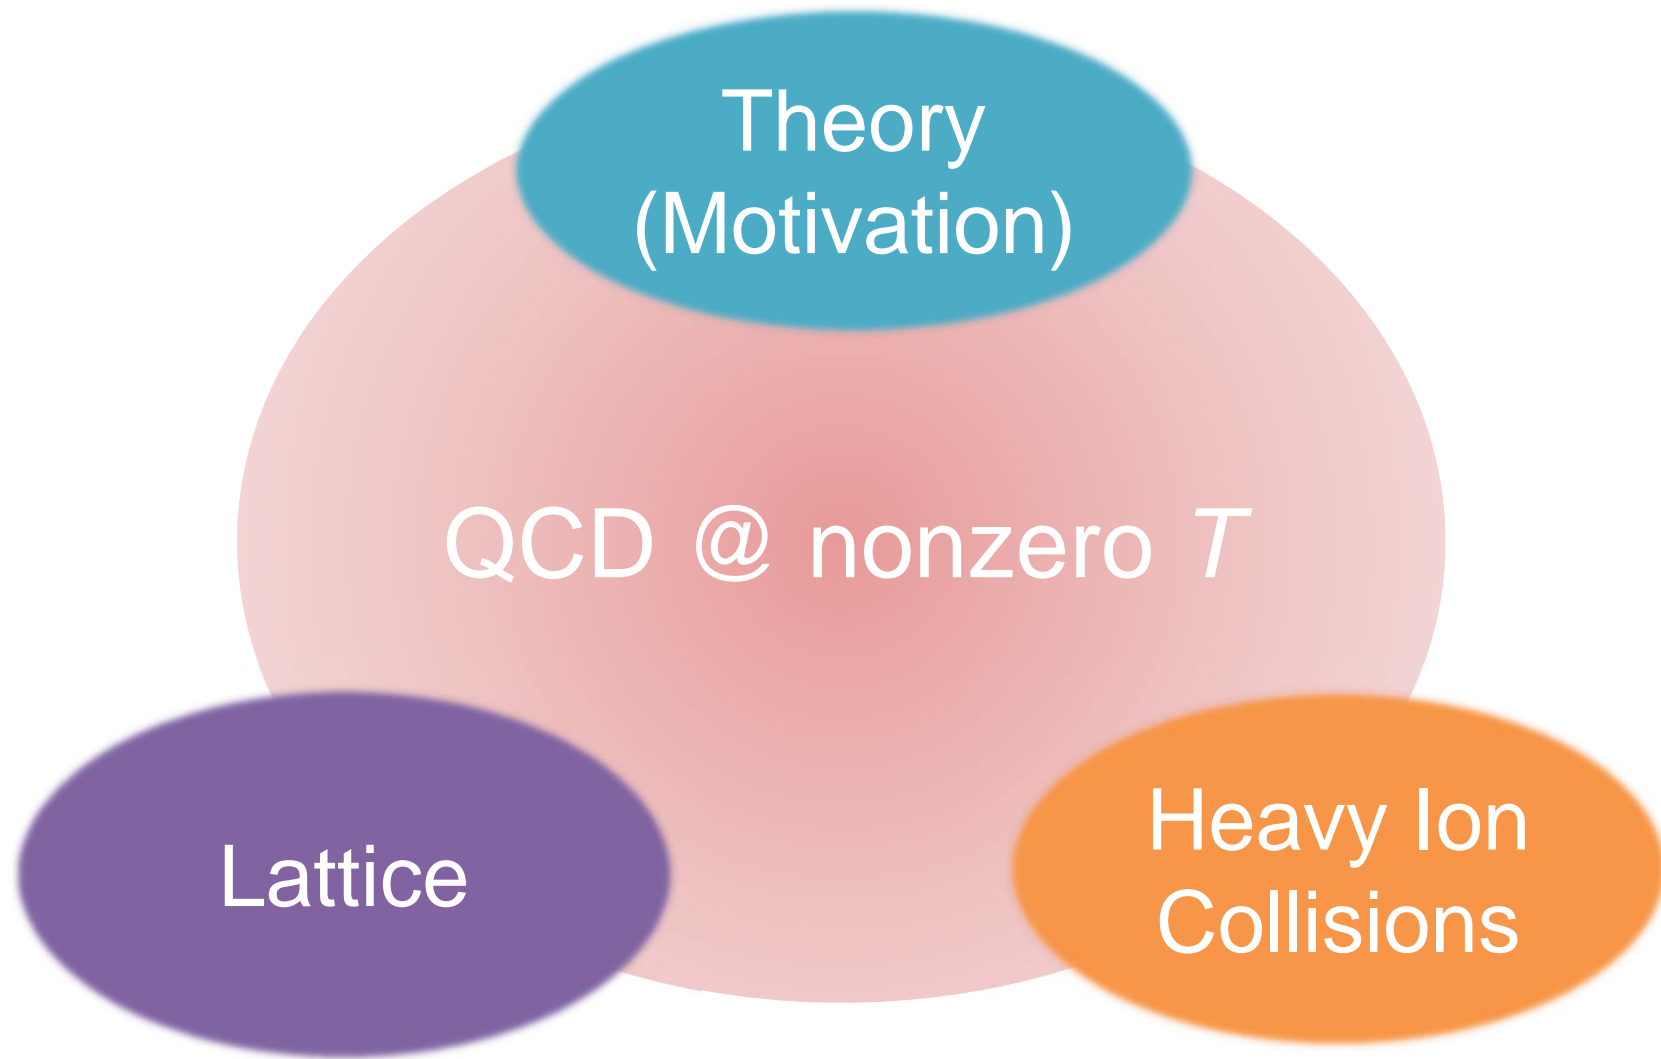 Theory
(Motivation)
QCD @ nonzero T
Lattice
Heavy Ion
Collisions